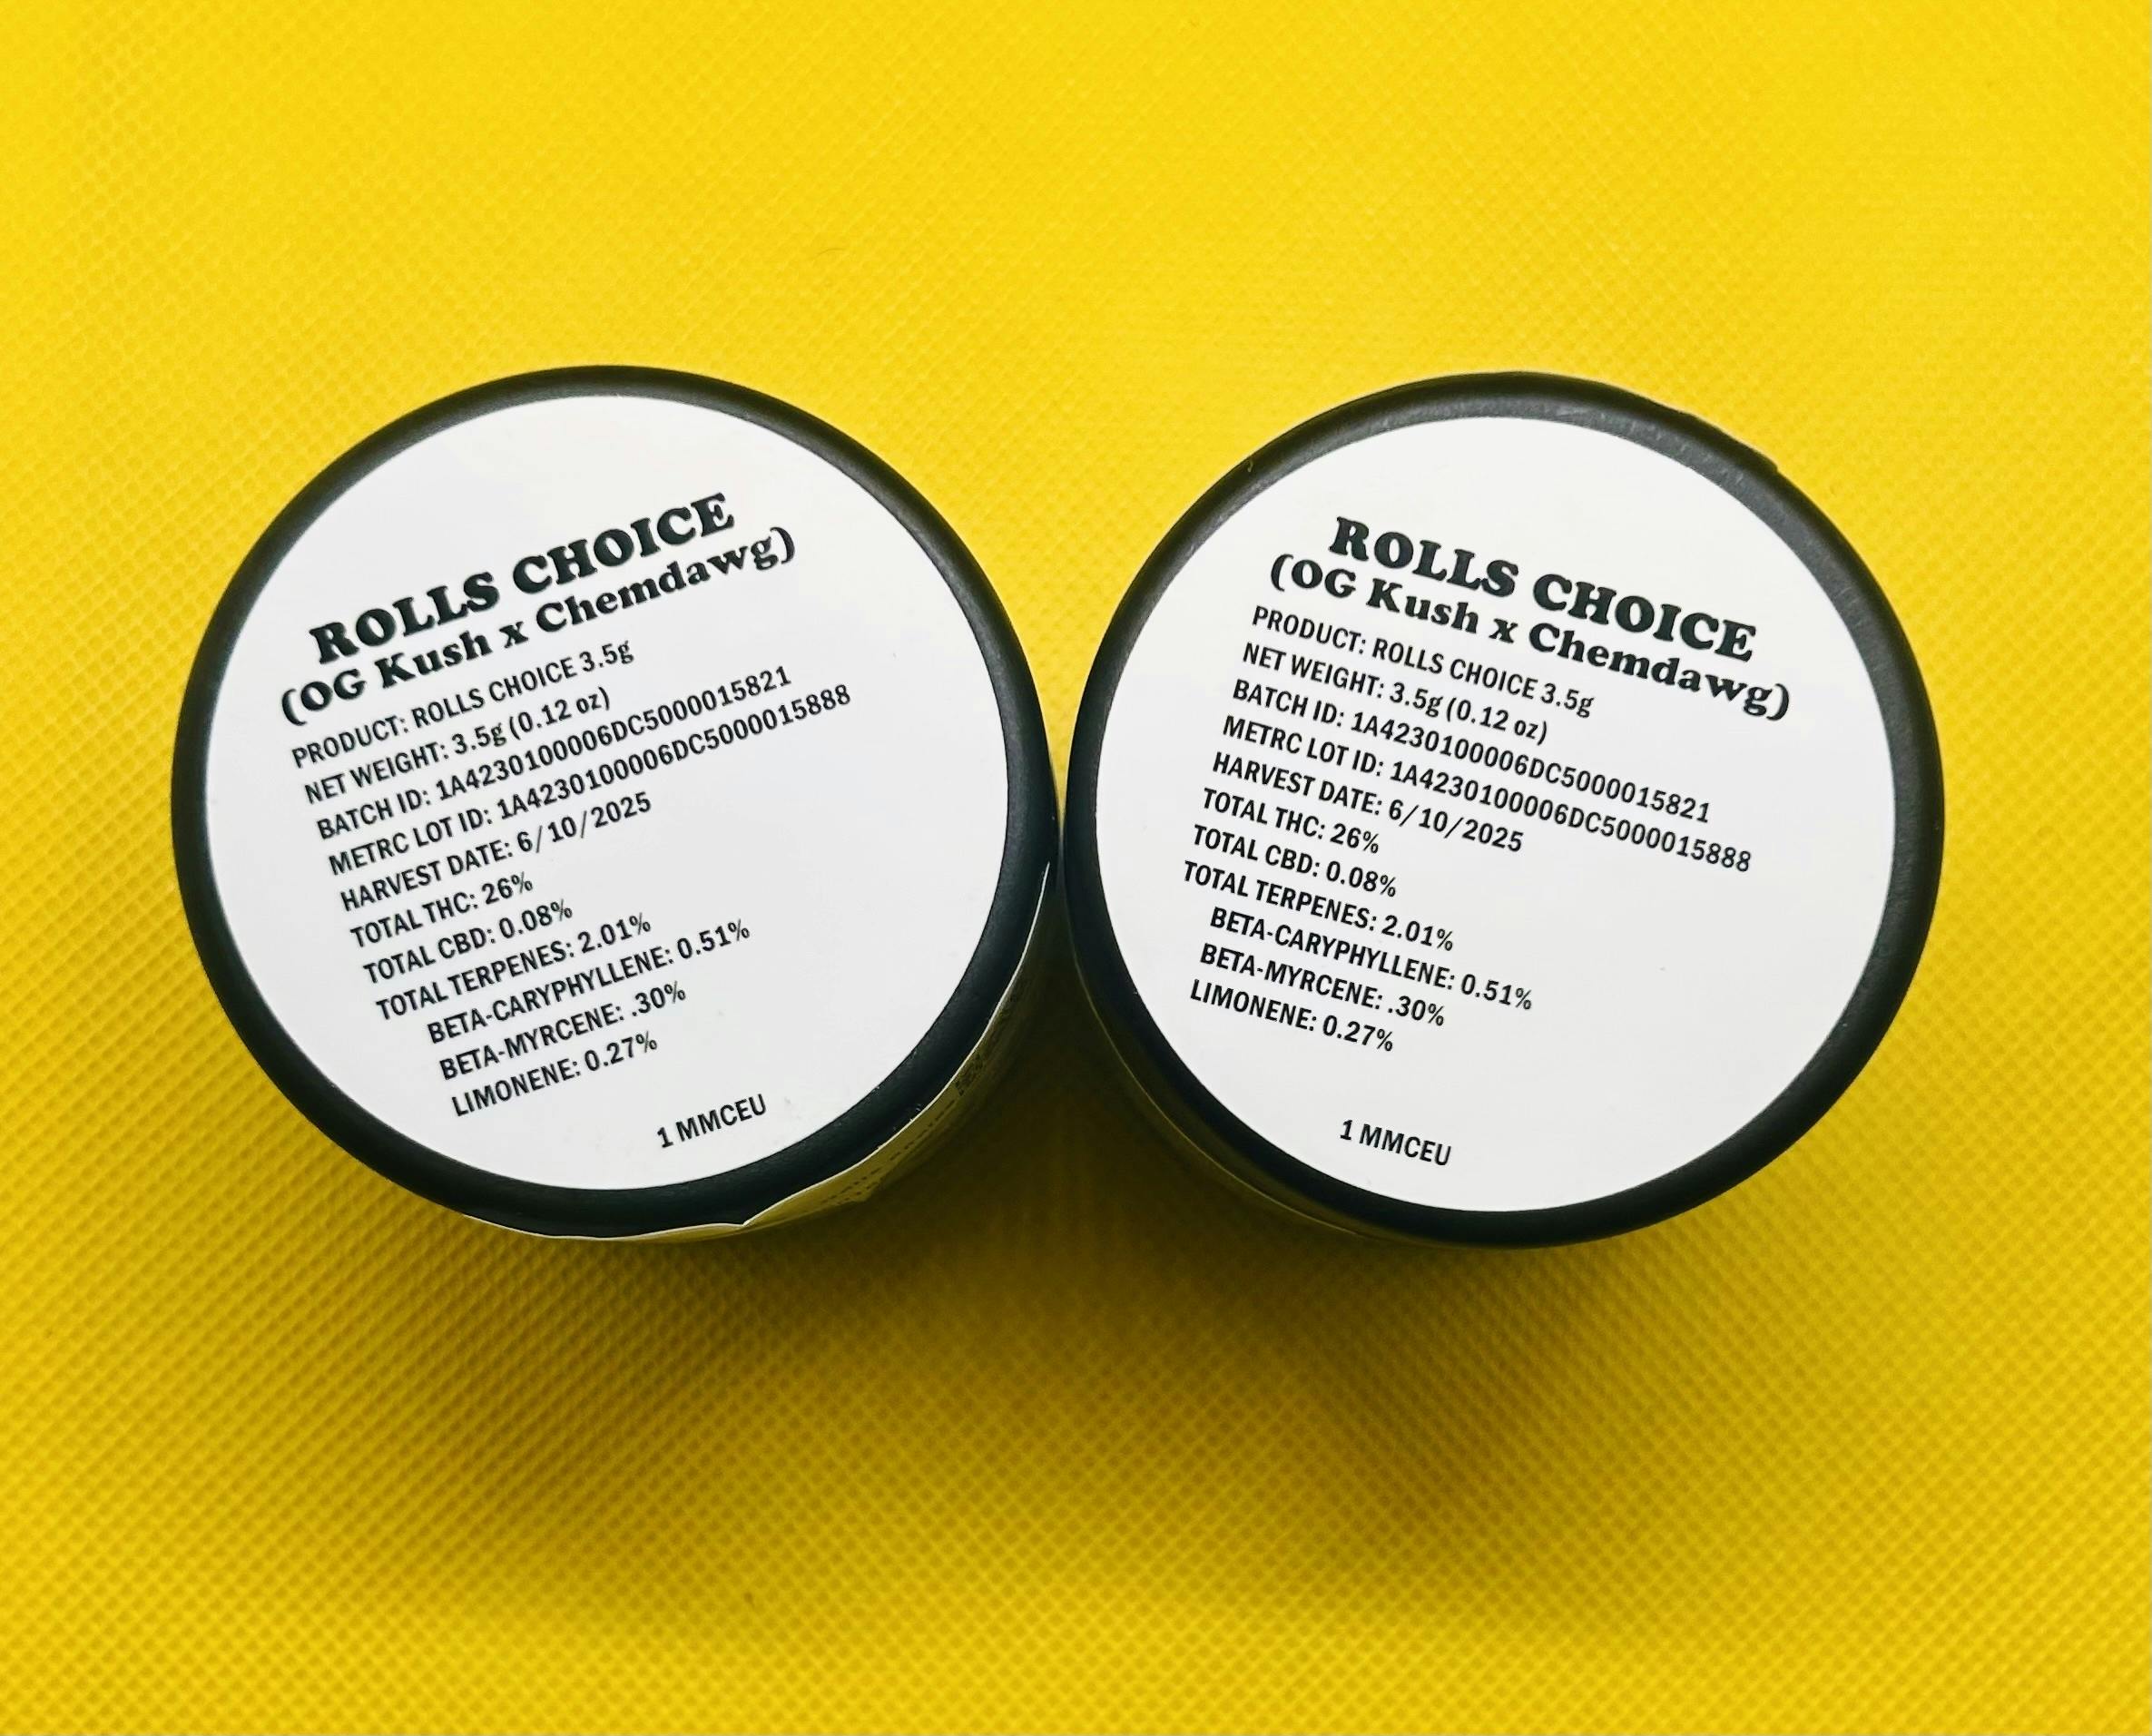 ROLLS CHOICE
(OG Kush x Chemdawg)
PRODUCT: ROLLS CHOICE 3.5g
NET WEIGHT: 3.5g (0.12 oz)
BATCH ID: 1A4230100006DC5000015821
METRC LOT ID: 1A4230100006DC5000015888
HARVEST DATE: 6/10/2025
TOTAL THC: 26%
TOTAL CBD: 0.08%
TOTAL TERPENES: 2.01%
BETA-CARYPHYLLENE: 0.51%
BETA-MYRCENE: .30%
LIMONENE: 0.27%
1 MMCEU
ROLLS CHOICE
(OG Kush x Chemdawg)
PRODUCT: ROLLS CHOICE 3.5g
NET WEIGHT: 3.5g (0.12 oz)
BATCH ID: 1A4230100006DC5000015821
METRC LOT ID: 1A4230100006DC5000015888
HARVEST DATE: 6/10/2025
TOTAL THC: 26%
TOTAL CBD: 0.08%
TOTAL TERPENES: 2.01%
BETA-CARYPHYLLENE: 0.51%
BETA-MYRCENE: .30%
LIMONENE: 0.27%
1 MMCEU